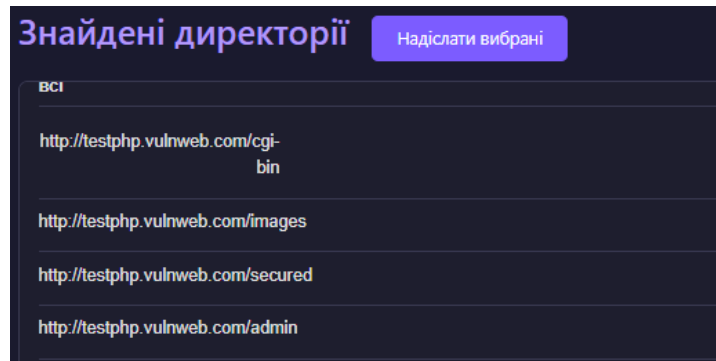 Знайдені директорії
Надіслати вибрані
ВСІ
http://testphp.vulnweb.com/cgi-
bin
http://testphp.vulnweb.com/images
http://testphp.vulnweb.com/secured
http://testphp.vulnweb.com/admin